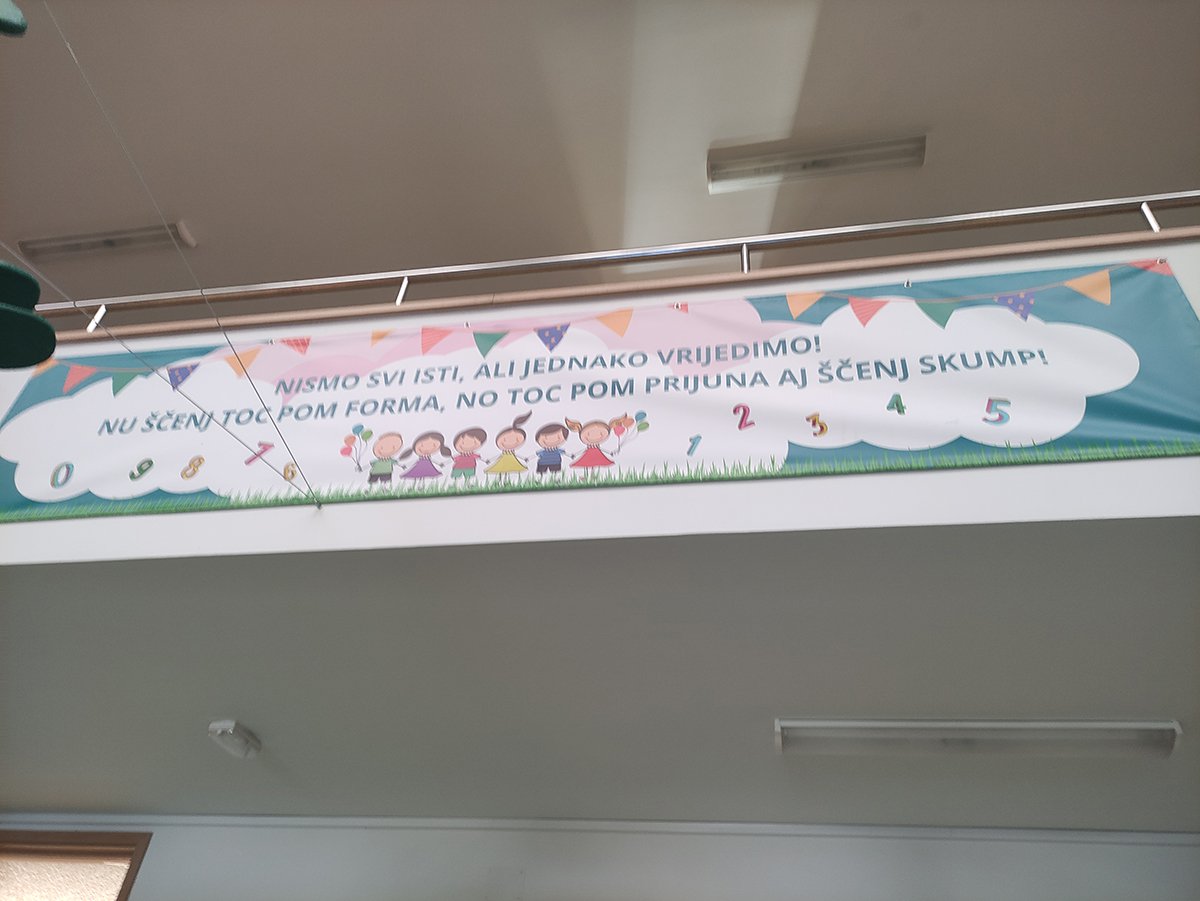 NISMO SVI ISTI, ALI JEDNAKO VRIJEDIMO!
NU ŠČENJ TOC POM FORMA, NO TOC POM PRIJUNA AJ ŠČENJ SKUMP!
0 9 8 7 6 1 2 3 4 5